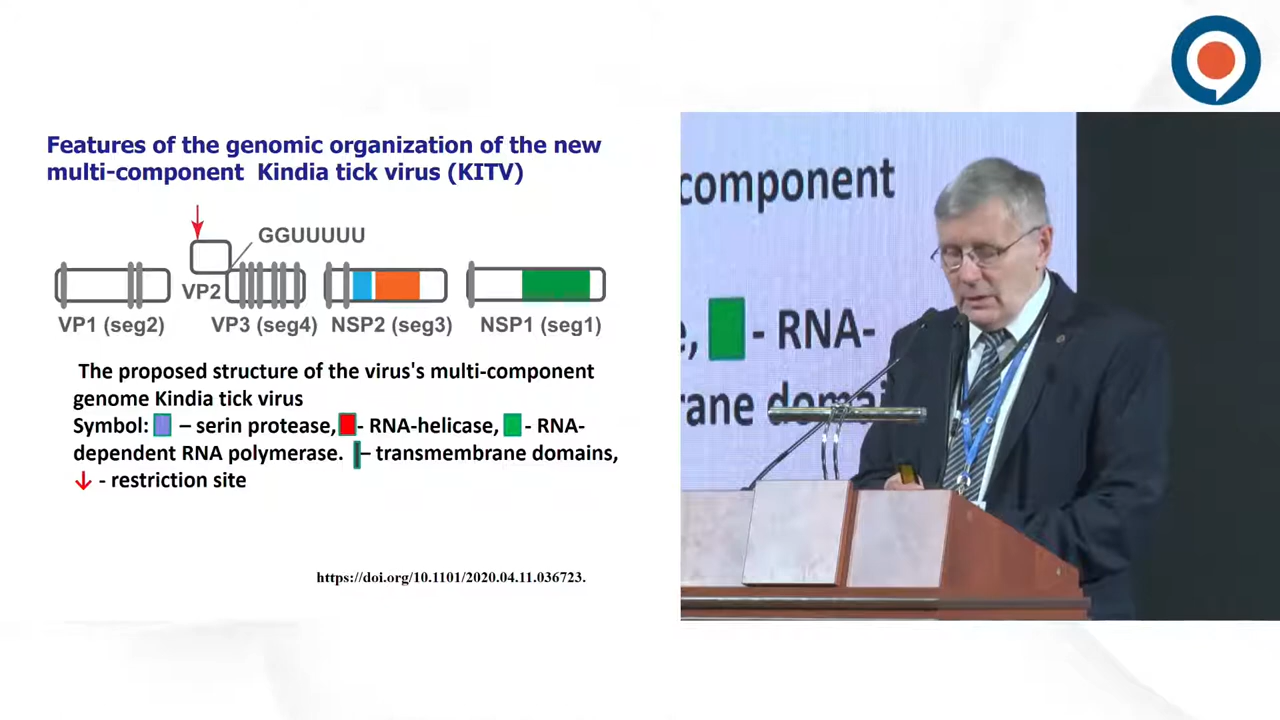 Features of the genomic organization of the new
multi-component Kindia tick virus (KITV)
GGUUUUU
VP2
VP1 (seg2)
VP3 (seg4)
NSP2 (seg3)
NSP1 (seg1)
The proposed structure of the virus's multi-component
genome Kindia tick virus
Symbol: – serin protease, - RNA-helicase, - RNA-
dependent RNA polymerase. – transmembrane domains,
↓ - restriction site
https://doi.org/10.1101/2020.04.11.036723.
component
, - RNA-